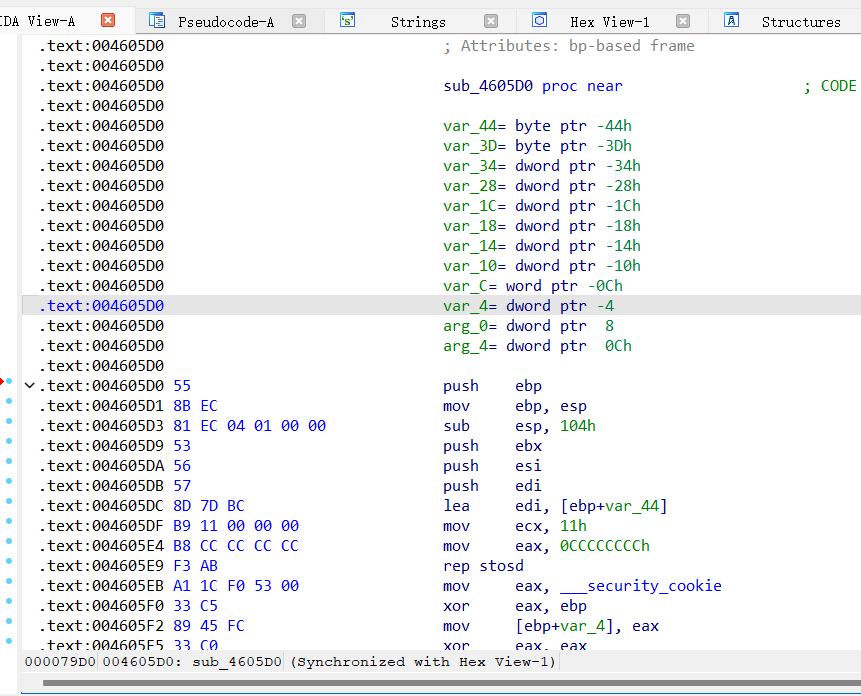 IDA View-A Pseudocode-A Strings Hex View-1 Structures
.text:004605D0 ; Attributes: bp-based frame
.text:004605D0
.text:004605D0 sub_4605D0 proc near ; CODE
.text:004605D0
.text:004605D0 var_44= byte ptr -44h
.text:004605D0 var_3D= byte ptr -3Dh
.text:004605D0 var_34= dword ptr -34h
.text:004605D0 var_28= dword ptr -28h
.text:004605D0 var_1C= dword ptr -1Ch
.text:004605D0 var_18= dword ptr -18h
.text:004605D0 var_14= dword ptr -14h
.text:004605D0 var_10= dword ptr -10h
.text:004605D0 var_C= word ptr -0Ch
.text:004605D0 var_4= dword ptr -4
.text:004605D0 arg_0= dword ptr  8
.text:004605D0 arg_4= dword ptr  0Ch
.text:004605D0
.text:004605D0 55 push ebp
.text:004605D1 8B EC mov ebp, esp
.text:004605D3 81 EC 04 01 00 00 sub esp, 104h
.text:004605D9 53 push ebx
.text:004605DA 56 push esi
.text:004605DB 57 push edi
.text:004605DC 8D 7D BC lea edi, [ebp+var_44]
.text:004605DF B9 11 00 00 00 mov ecx, 11h
.text:004605E4 B8 CC CC CC CC mov eax, 0CCCCCCCCh
.text:004605E9 F3 AB rep stosd
.text:004605EB A1 1C F0 53 00 mov eax, ___security_cookie
.text:004605F0 33 C5 xor eax, ebp
.text:004605F2 89 45 FC mov [ebp+var_4], eax
.text:004605F5 33 C0 xor eax, eax
000079D0 004605D0: sub_4605D0 (Synchronized with Hex View-1)